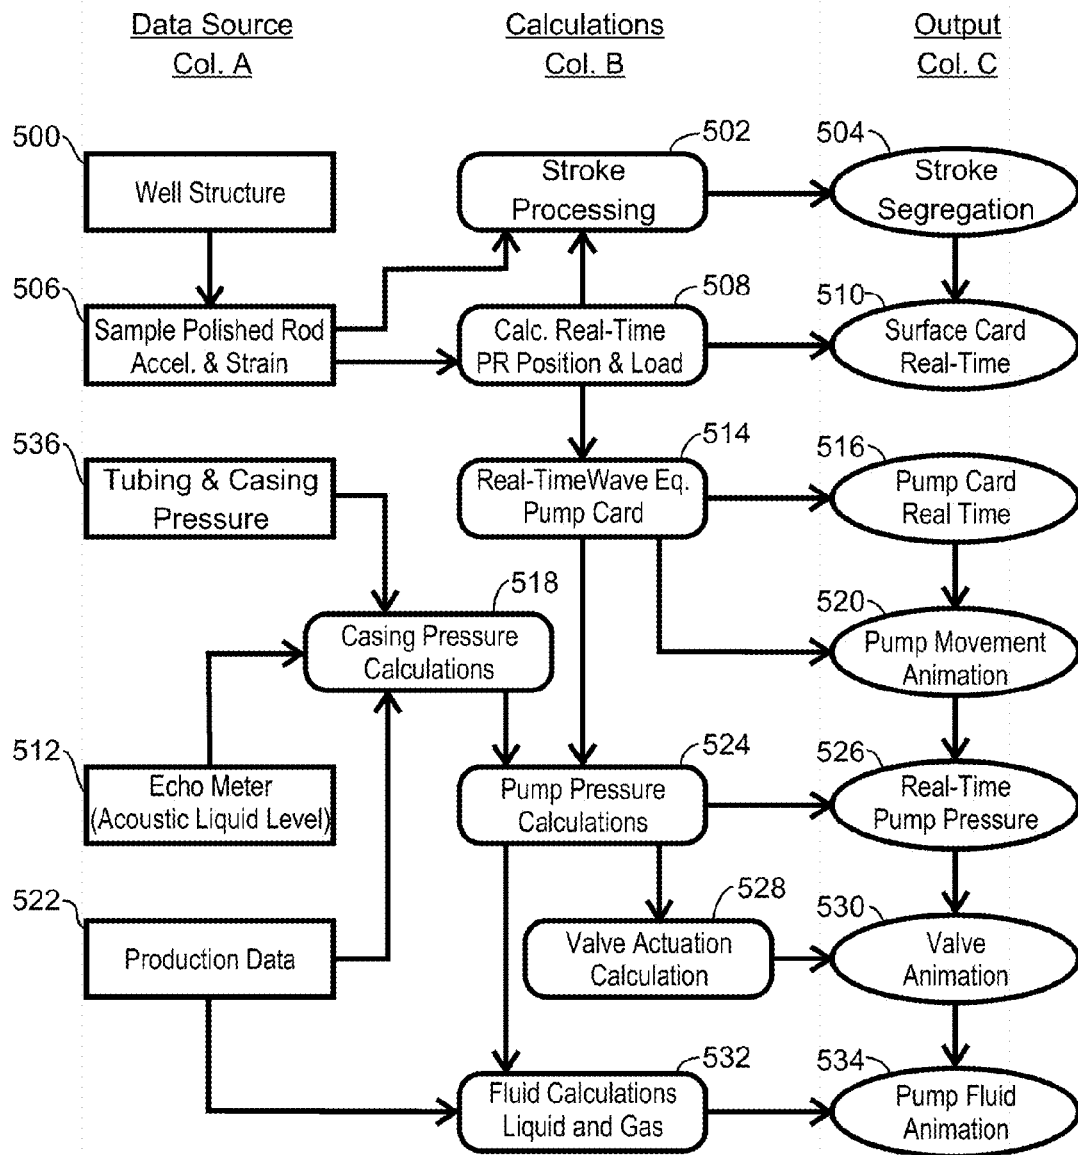 Data Source
Col. A
Calculations
Col. B
Output
Col. C
500
Well Structure
502
Stroke
Processing
504
Stroke
Segregation
506
Sample Polished Rod
Accel. & Strain
508
Calc. Real-Time
PR Position & Load
510
Surface Card
Real-Time
536
Tubing & Casing
Pressure
514
Real-TimeWave Eq.
Pump Card
516
Pump Card
Real Time
518
Casing Pressure
Calculations
520
Pump Movement
Animation
512
Echo Meter
(Acoustic Liquid Level)
524
Pump Pressure
Calculations
526
Real-Time
Pump Pressure
522
Production Data
528
Valve Actuation
Calculation
530
Valve
Animation
532
Fluid Calculations
Liquid and Gas
534
Pump Fluid
Animation